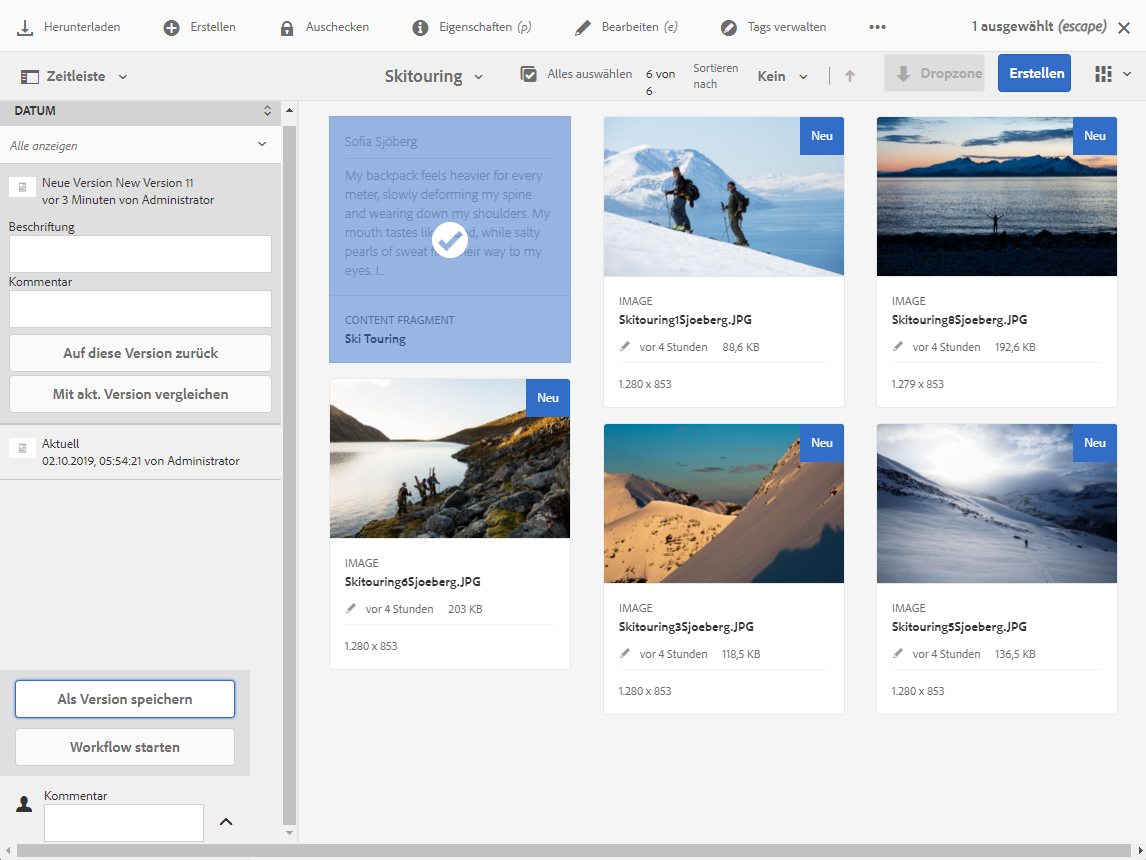 Herunterladen Erstellen Auschecken Eigenschaften (p) Bearbeiten (e) Tags verwalten ••• 1 ausgewählt (escape)
Zeitleiste Skitouring Alles auswählen 6 von 6 Sortieren nach Kein Dropzone Erstellen
DATUM
Alle anzeigen
Neue Version New Version 11
vor 3 Minuten von Administrator
Beschriftung
Kommentar
Auf diese Version zurück
Mit akt. Version vergleichen
Aktuell
02.10.2019, 05:54:21 von Administrator
Als Version speichern
Workflow starten
Kommentar
Sofia Sjöberg
My backpack feels heavier for every
meter, slowly deforming my spine
and wearing down my shoulders. My
mouth tastes, while salty
pearls of sweat way to my
eyes. I...
CONTENT FRAGMENT
Ski Touring
Neu
IMAGE
Skitouring1Sjoeberg.JPG
vor 4 Stunden 88,6 KB
1.280 x 853
Neu
IMAGE
Skitouring8Sjoeberg.JPG
vor 4 Stunden 192,6 KB
1.279 x 853
Neu
IMAGE
Skitouring6Sjoeberg.JPG
vor 4 Stunden 203 KB
1.280 x 853
Neu
IMAGE
Skitouring3Sjoeberg.JPG
vor 4 Stunden 118,5 KB
1.280 x 853
Neu
IMAGE
Skitouring5Sjoeberg.JPG
vor 4 Stunden 136,5 KB
1.280 x 853